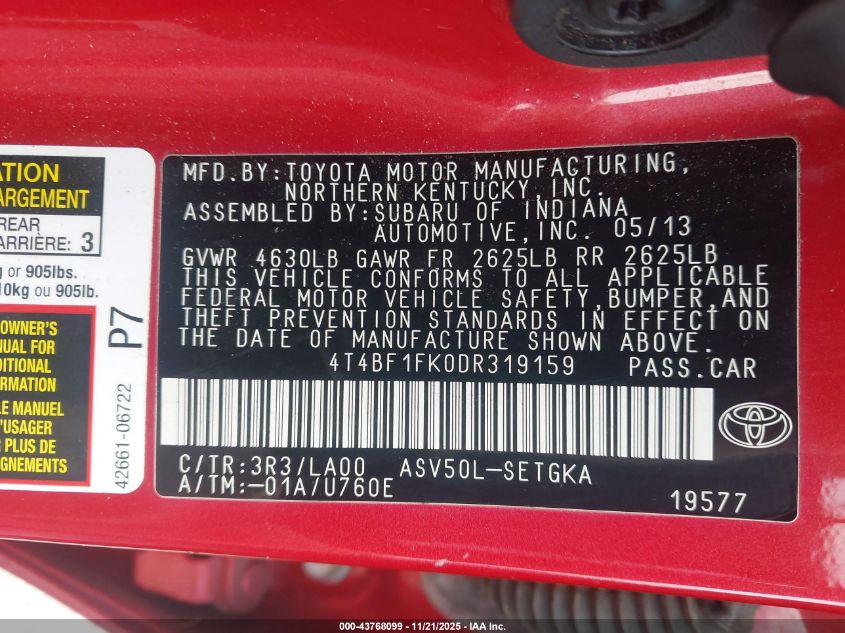 ATION
ARGEMENT
REAR
ARRIÈRE: 3
g or 905lbs.
10kg ou 905lb.
OWNER'S
NUAL FOR
DITIONAL
RMATION
LE MANUEL
'USAGER
R PLUS DE
IGNEMENTS
P7
42661-06722
MFD.BY:TOYOTA MOTOR MANUFACTURING,
NORTHERN KENTUCKY,INC.
ASSEMBLED BY:SUBARU OF INDIANA
AUTOMOTIVE,INC. 05/13
GVWR 4630LB GAWR FR 2625LB RR 2625LB
THIS VEHICLE CONFORMS TO ALL APPLICABLE
FEDERAL MOTOR VEHICLE SAFETY,BUMPER,AND
THEFT PREVENTION STANDARDS IN EFFECT ON
THE DATE OF MANUFACTURE SHOWN ABOVE.
4T4BF1FK0DR319159 PASS.CAR
C/TR:3R3/LA00 ASV50L-SETGKA
A/TM:-01A/U760E
19577
TOYOTA
000-43768099 - 11/21/2025 - IAA Inc.